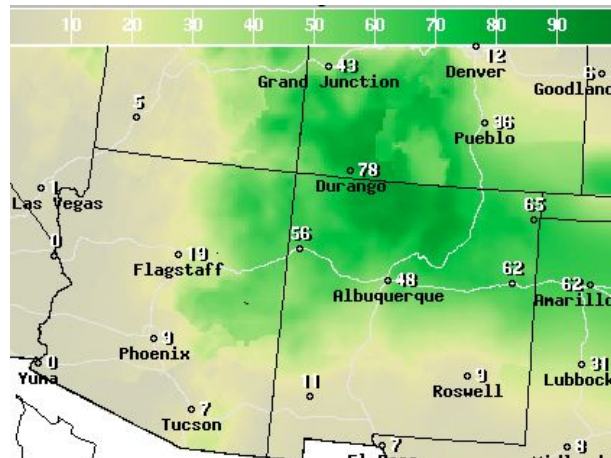 10 20 30 40 50 60 70 80 90
43
Grand Junction
12
Denver
6
Goodland
5
36
Pueblo
78
Durango
1
Las Vegas
65
0
56
19
Flagstaff
48
Albuquerque
62
62
Amarillo
9
Phoenix
0
Yuma
31
Lubbock
11
9
Roswell
7
Tucson
7
8